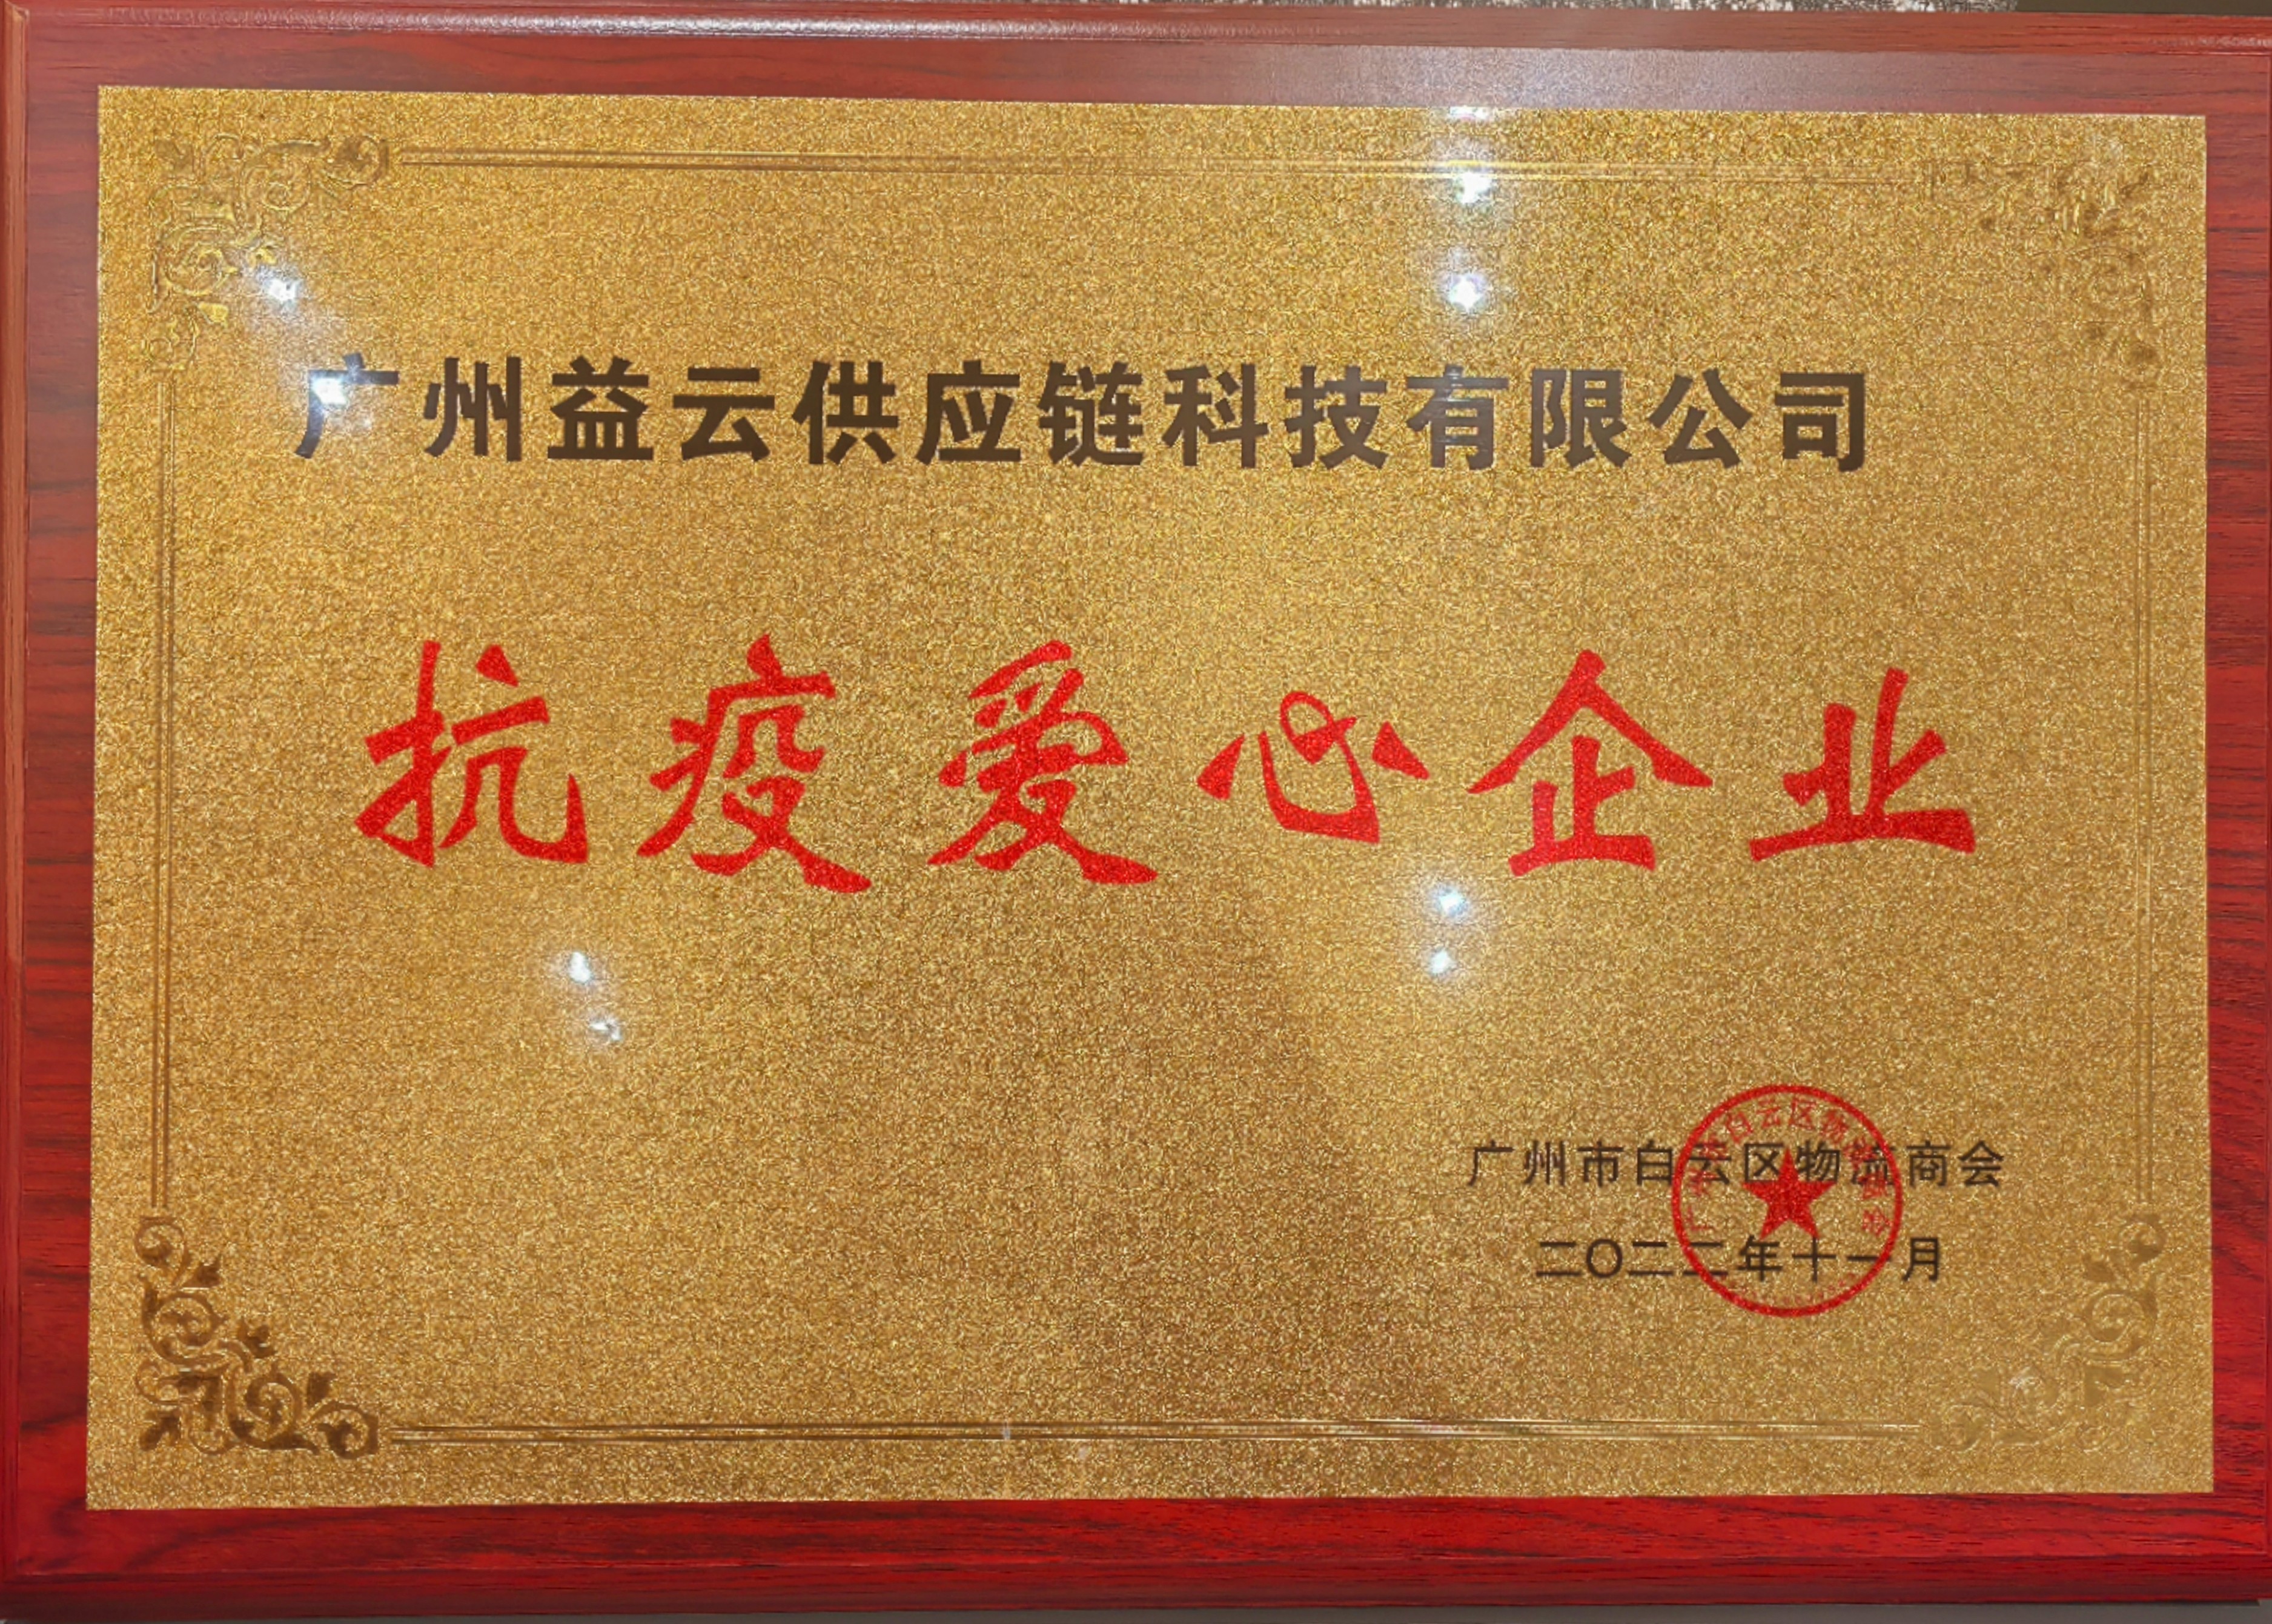 广州益云供应链科技有限公司
抗疫爱心企业
广州市白云区物流商会
二〇二二年十一月